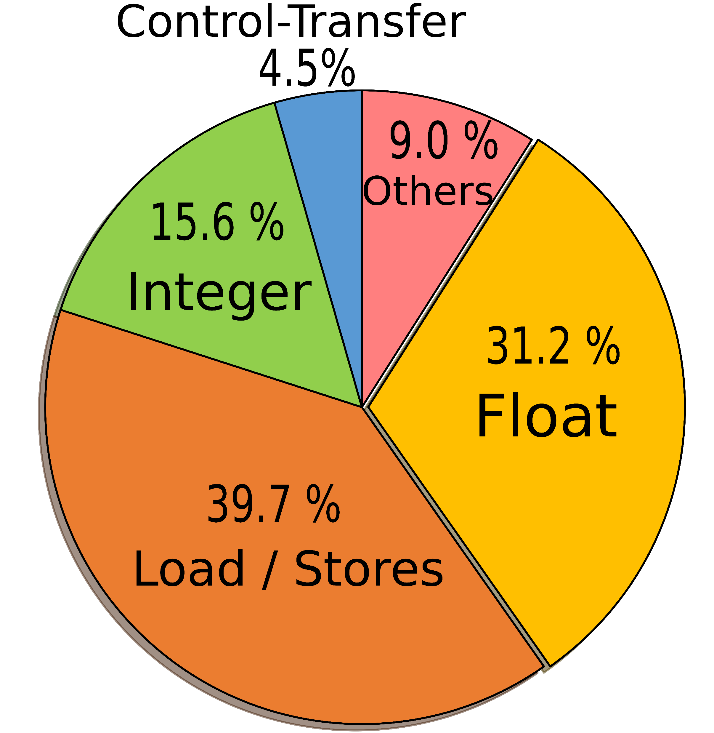 Control-Transfer
4.5%
9.0 %
Others
15.6 %
Integer
31.2 %
Float
39.7 %
Load / Stores